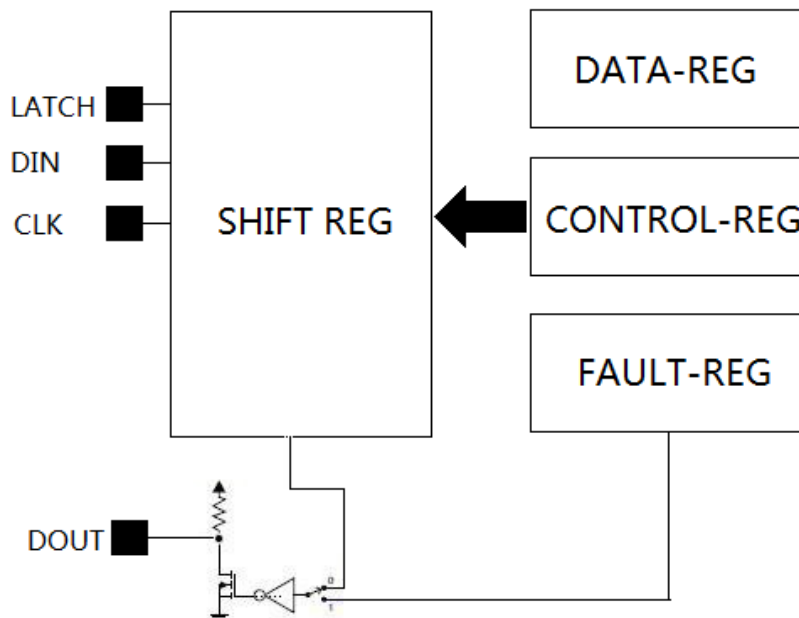 LATCH
DIN
CLK
SHIFT REG
DATA-REG
CONTROL-REG
FAULT-REG
DOUT
0
1